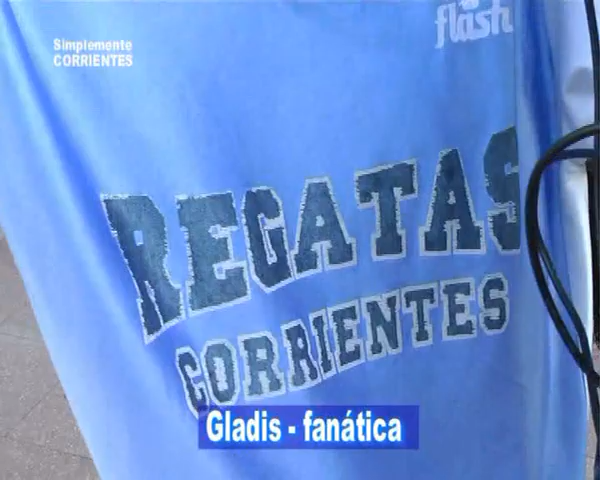 Simplemente
CORRIENTES
flash
REGATAS
CORRIENTES
Gladis - fanática